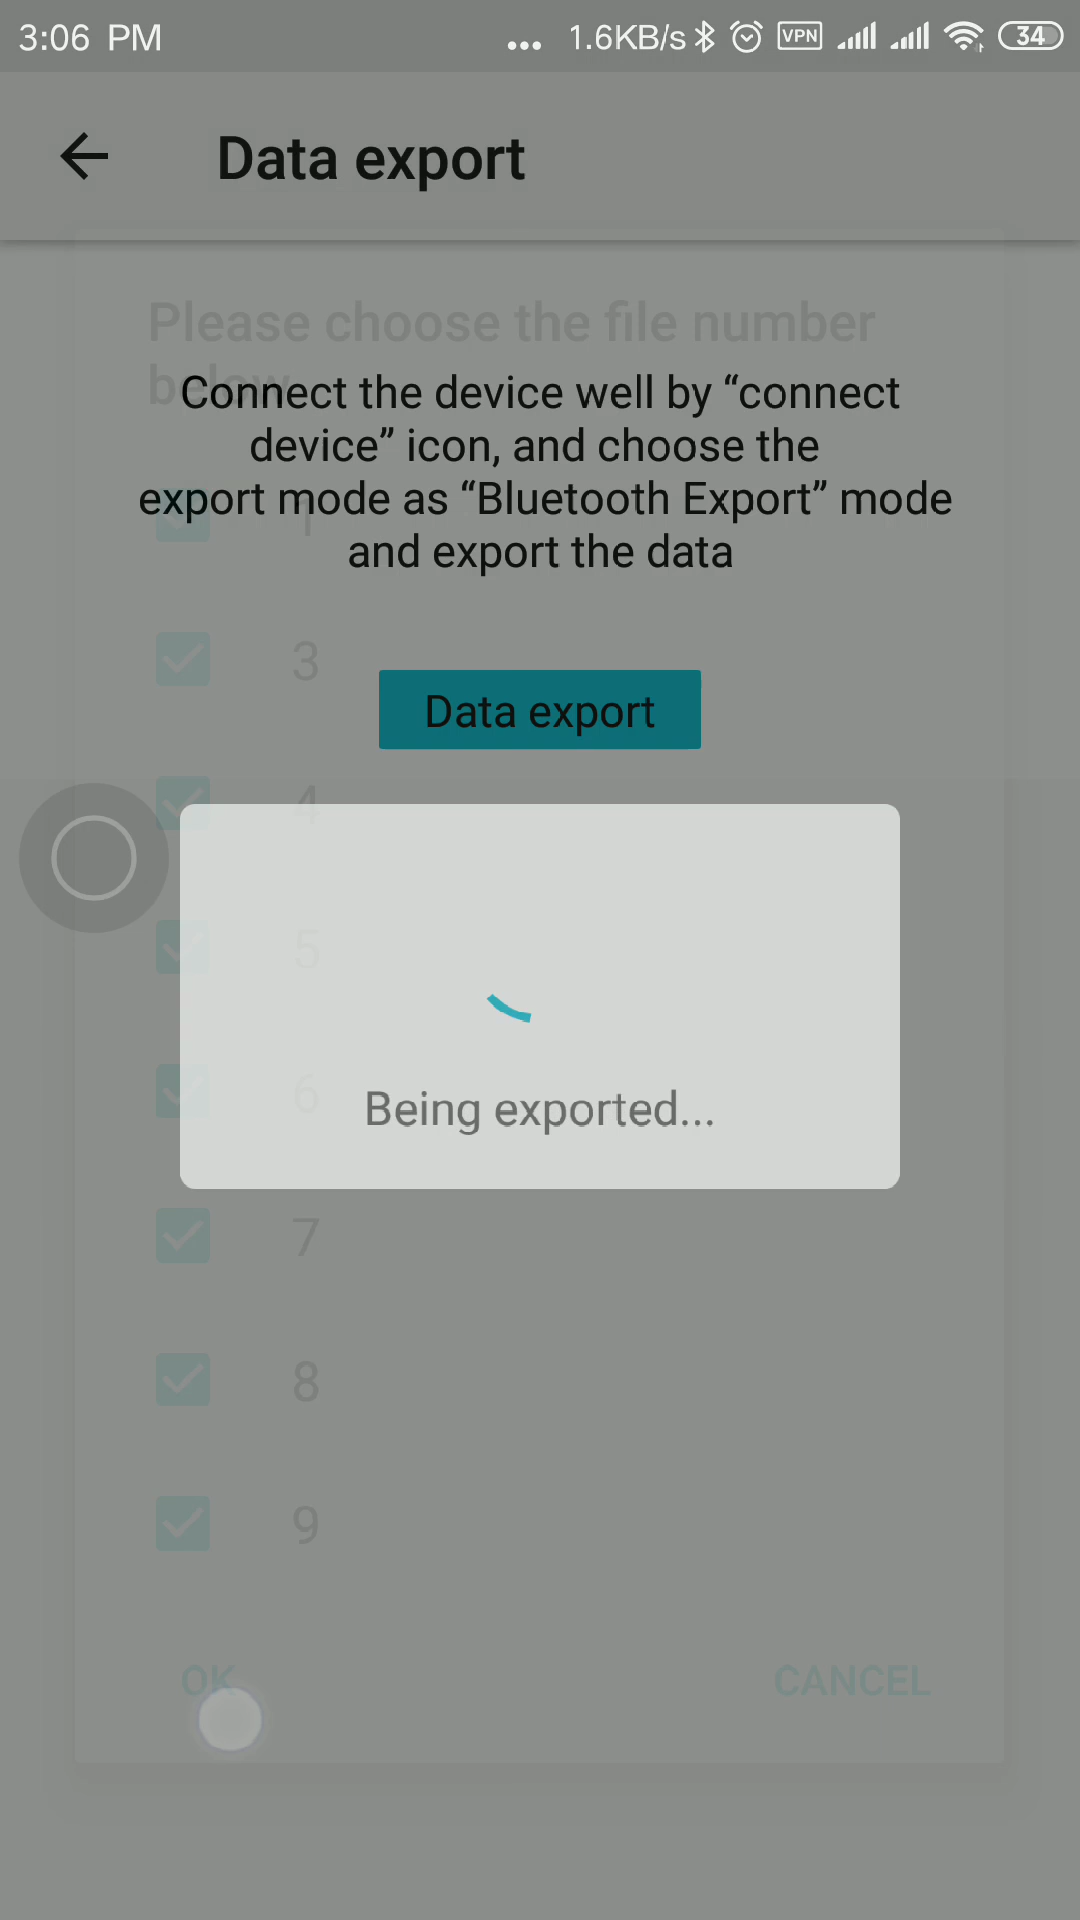 3:06 PM ... 1.6KB/s VPN 34
Data export
Please choose the file number
below
Connect the device well by “connect
device” icon, and choose the
export mode as “Bluetooth Export” mode
and export the data
1
3
Data export
4
5
6
Being exported...
7
8
9
OK CANCEL